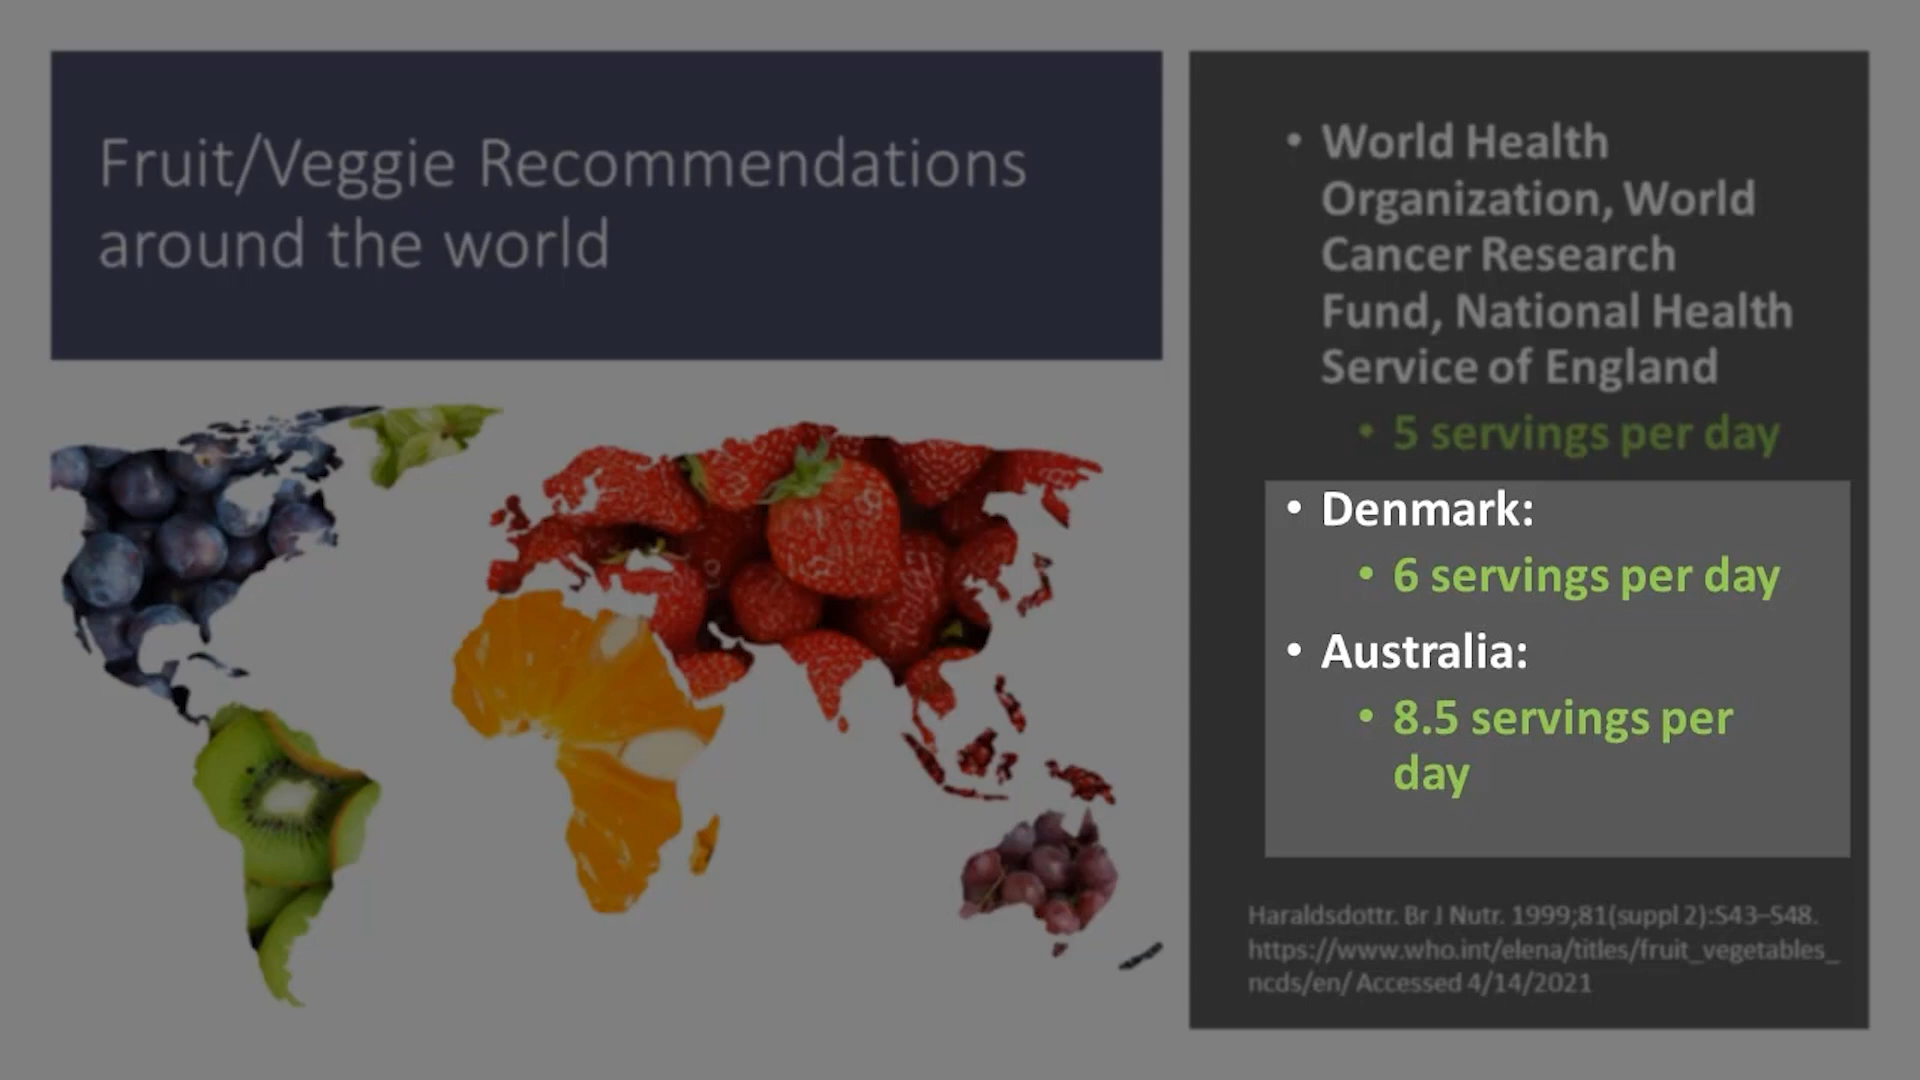 Fruit/Veggie Recommendations
around the world
• World Health
Organization, World
Cancer Research
Fund, National Health
Service of England
• 5 servings per day
• Denmark:
• 6 servings per day
• Australia:
• 8.5 servings per
day
Haraldsdottr. Br J Nutr. 1999;81(suppl 2):S43–S48.
https://www.who.int/elena/titles/fruit_vegetables_
ncds/en/ Accessed 4/14/2021